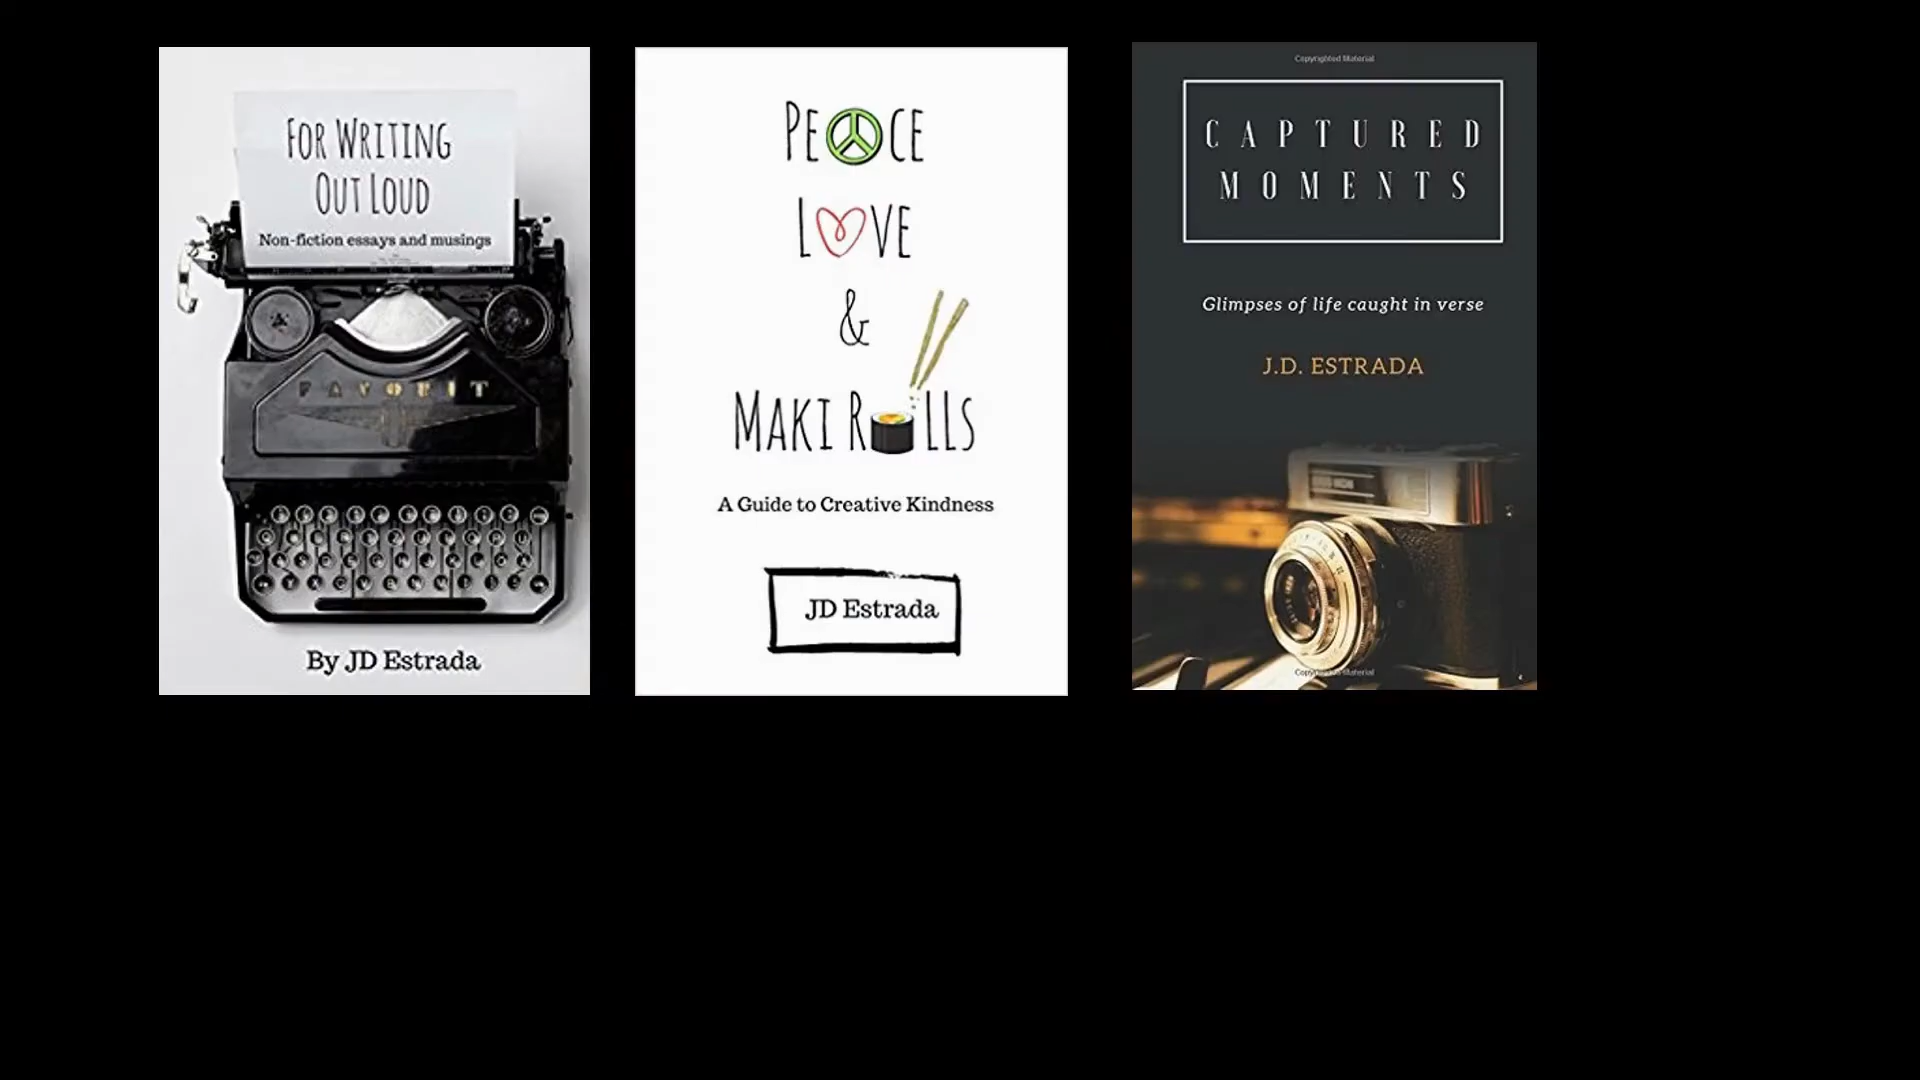 FOR WRITING
OUT LOUD
Non-fiction essays and musings
FAVORIT
By JD Estrada
PEACE
LOVE
&
MAKI ROLLS
A Guide to Creative Kindness
JD Estrada
Copyrighted Material
CAPTURED
MOMENTS
Glimpses of life caught in verse
J.D. ESTRADA
Copyrighted Material